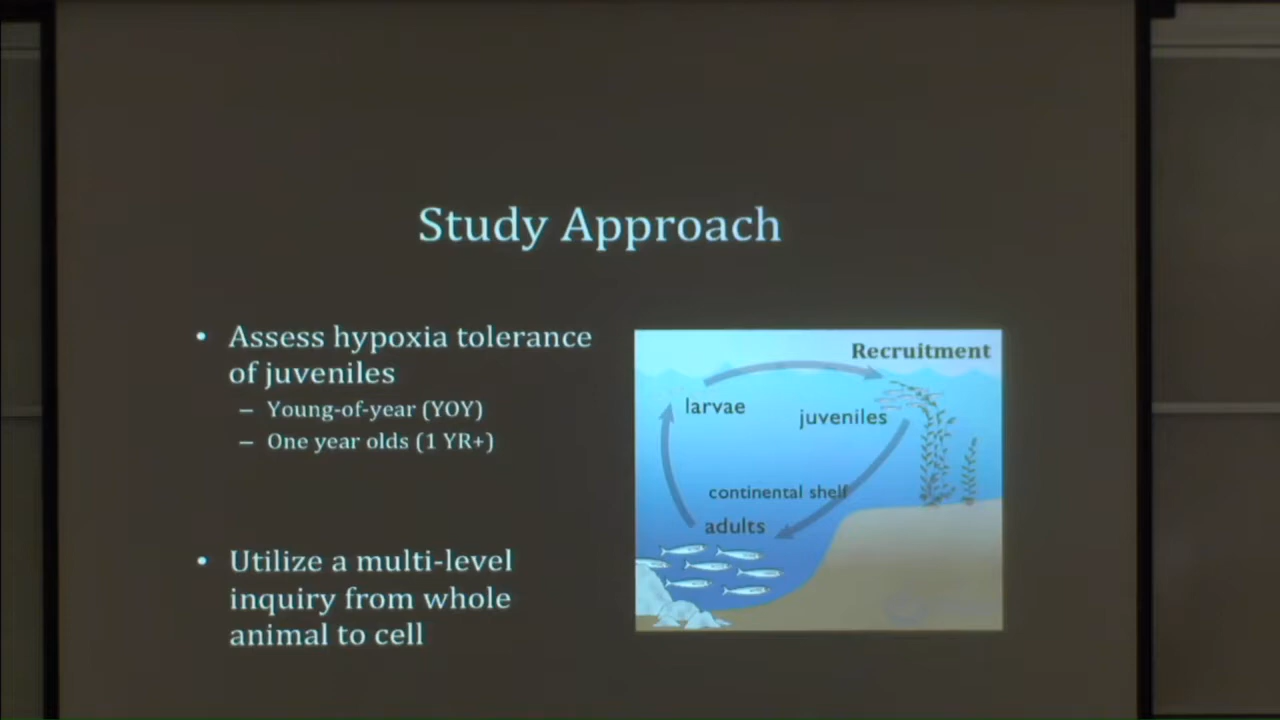 Study Approach
• Assess hypoxia tolerance
of juveniles
– Young-of-year (YOY)
– One year olds (1 YR+)
• Utilize a multi-level
inquiry from whole
animal to cell
Recruitment
larvae
juveniles
continental shelf
adults